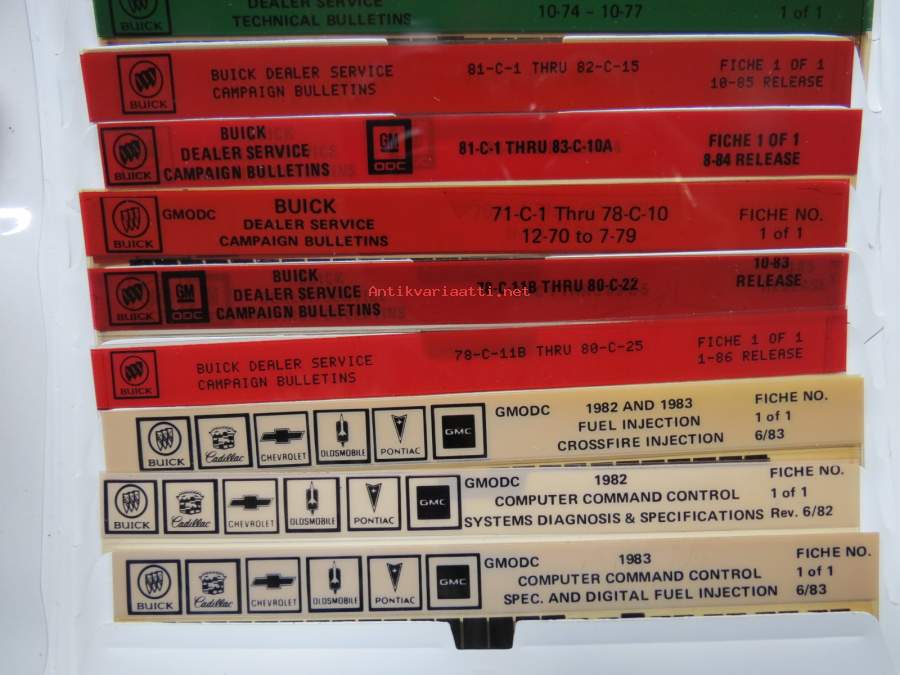 DEALER SERVICE 10-74 - 10-77
TECHNICAL BULLETINS 1 of 1
BUICK
BUICK DEALER SERVICE 81-C-1 THRU 82-C-15 FICHE 1 OF 1
CAMPAIGN BULLETINS 10-85 RELEASE
BUICK
BUICK
DEALER SERVICE GM 81-C-1 THRU 83-C-10A FICHE 1 OF 1
CAMPAIGN BULLETINS ODC 8-84 RELEASE
BUICK
GMODC BUICK 71-C-1 Thru 78-C-10 FICHE NO.
DEALER SERVICE 12-70 to 7-79 1 of 1
CAMPAIGN BULLETINS
BUICK
BUICK 10-83
GM DEALER SERVICE C-11B THRU 80-C-22 RELEASE
ODC CAMPAIGN BULLETINS
BUICK
Antikvariaatti.net
BUICK DEALER SERVICE 78-C-11B THRU 80-C-25 FICHE 1 OF 1
CAMPAIGN BULLETINS 1-86 RELEASE
BUICK
GMODC 1982 AND 1983 FICHE NO.
FUEL INJECTION 1 of 1
CROSSFIRE INJECTION 6/83
BUICK Cadillac CHEVROLET OLDSMOBILE PONTIAC GMC
GMODC 1982 FICHE NO.
COMPUTER COMMAND CONTROL 1 of 1
SYSTEMS DIAGNOSIS & SPECIFICATIONS Rev. 6/82
BUICK Cadillac CHEVROLET OLDSMOBILE PONTIAC GMC
GMODC 1983 FICHE NO.
COMPUTER COMMAND CONTROL 1 of 1
SPEC. AND DIGITAL FUEL INJECTION 6/83
BUICK Cadillac CHEVROLET OLDSMOBILE PONTIAC GMC